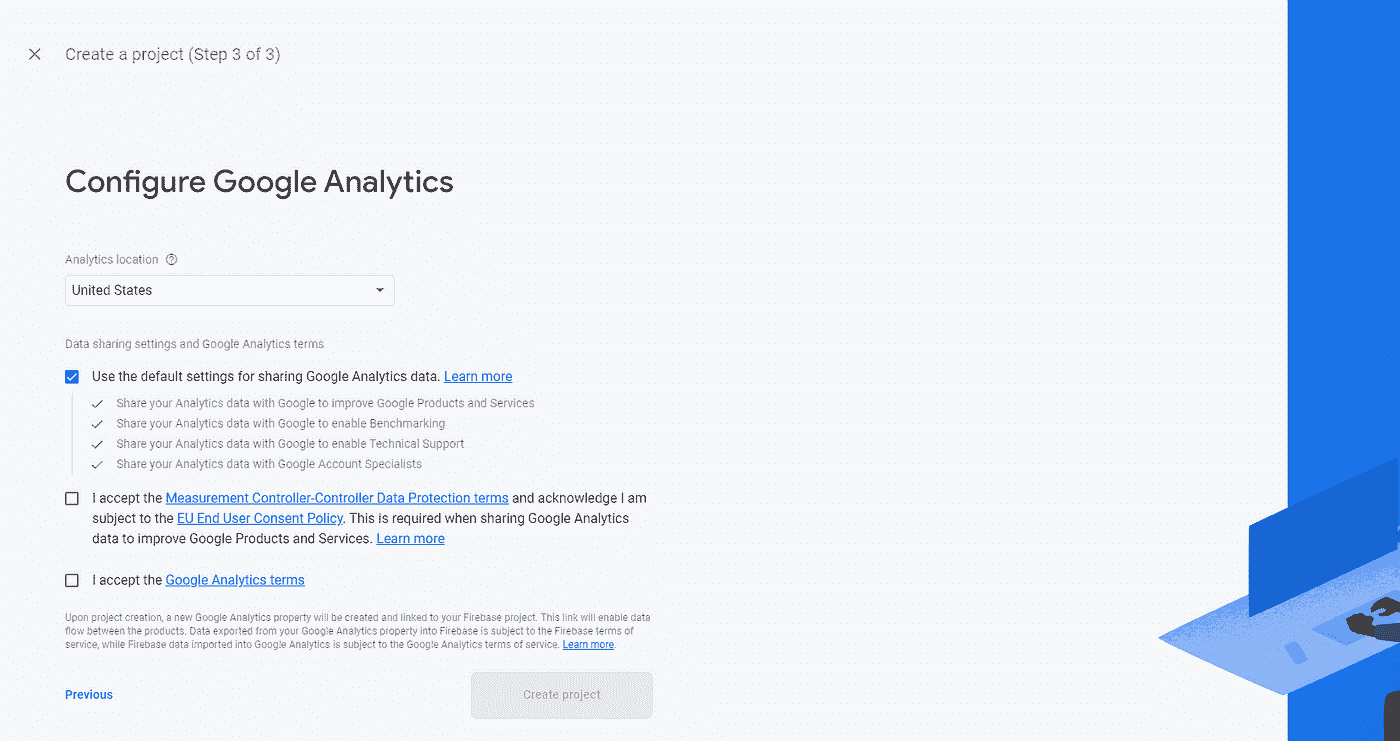 Create a project (Step 3 of 3)
Configure Google Analytics
Analytics location
United States
Data sharing settings and Google Analytics terms
Use the default settings for sharing Google Analytics data. Learn more
Share your Analytics data with Google to improve Google Products and Services
Share your Analytics data with Google to enable Benchmarking
Share your Analytics data with Google to enable Technical Support
Share your Analytics data with Google Account Specialists
I accept the Measurement Controller-Controller Data Protection terms and acknowledge I am
subject to the EU End User Consent Policy. This is required when sharing Google Analytics
data to improve Google Products and Services. Learn more
I accept the Google Analytics terms
Upon project creation, a new Google Analytics property will be created and linked to your Firebase project. This link will enable data
flow between the products. Data exported from your Google Analytics property into Firebase is subject to the Firebase terms of
service, while Firebase data imported into Google Analytics is subject to the Google Analytics terms of service. Learn more.
Previous
Create project